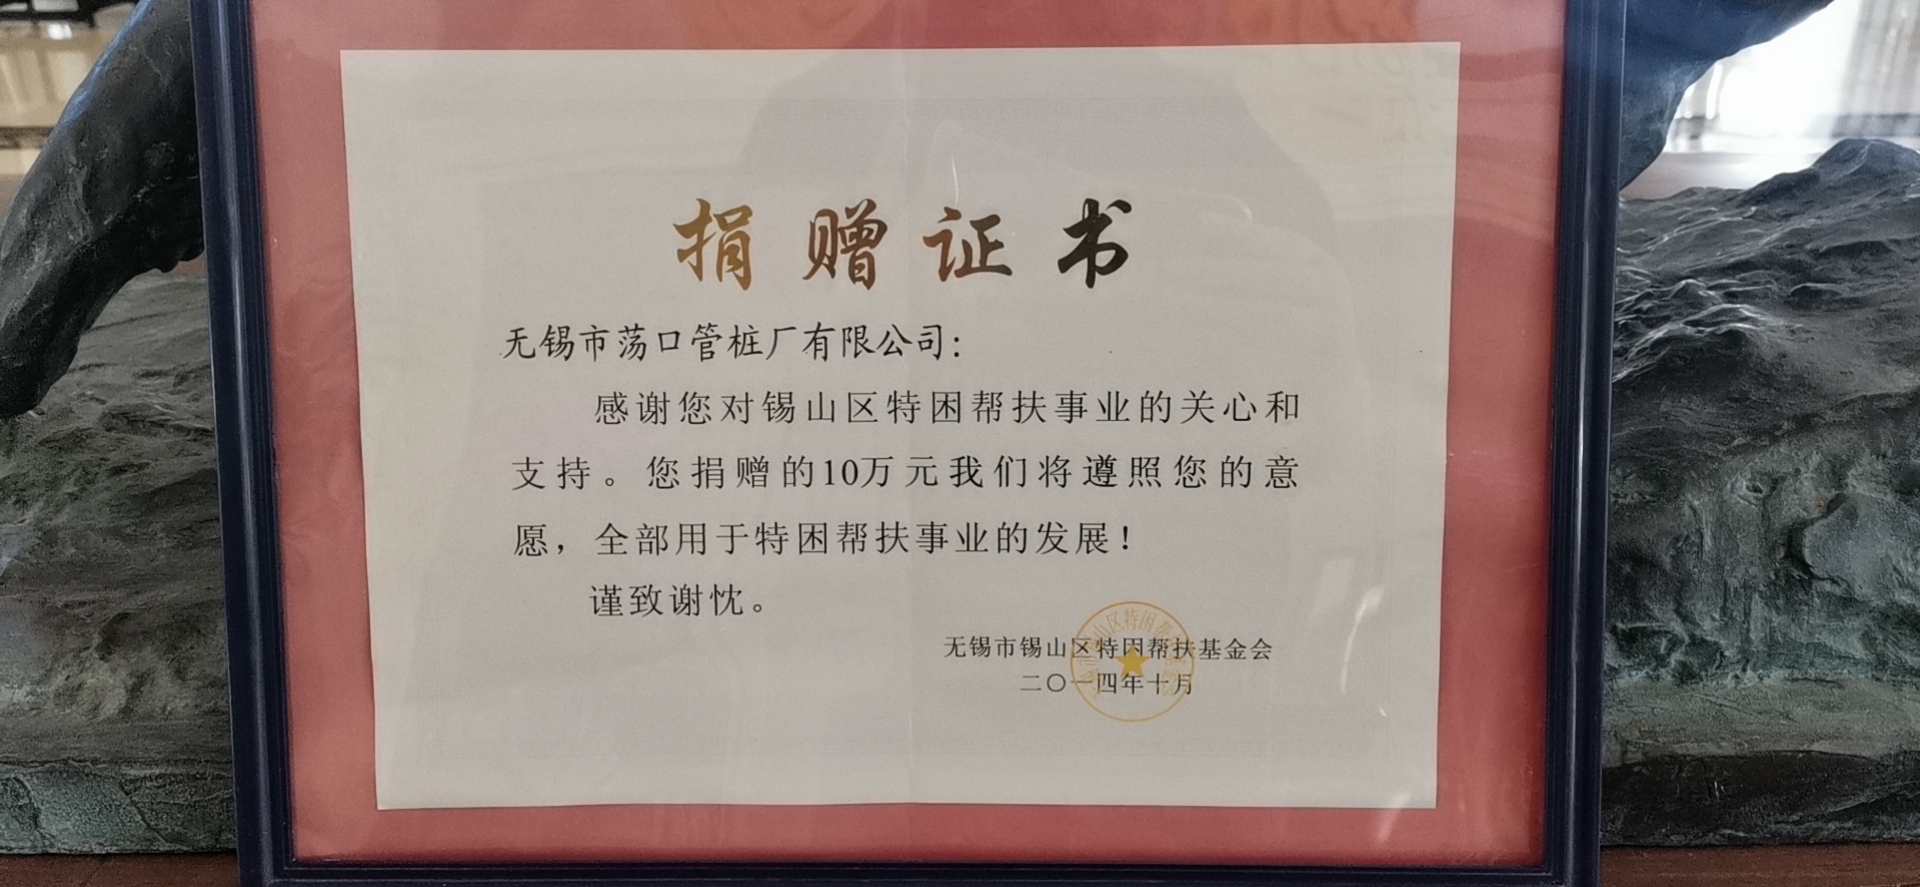 捐赠证书
无锡市荡口管桩厂有限公司：
感谢您对锡山区特困帮扶事业的关心和
支持。您捐赠的10万元我们将遵照您的意
愿，全部用于特困帮扶事业的发展！
谨致谢忱。
无锡市锡山区特困帮扶基金会
二〇一四年十月